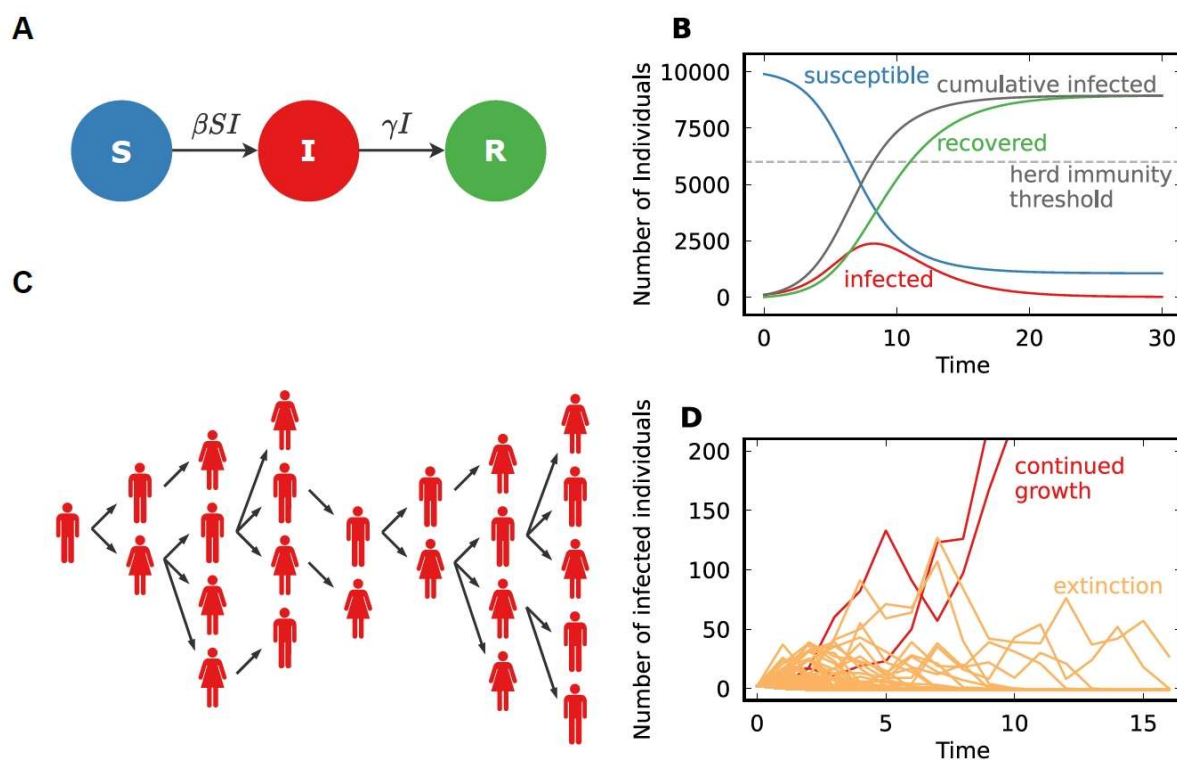 A
βSI
γI
S
I
R
B
Number of Individuals
10000
7500
5000
2500
0
susceptible
cumulative infected
recovered
herd immunity
threshold
infected
0
10
20
30
Time
C
D
Number of infected individuals
200
150
100
50
0
continued
growth
extinction
0
5
10
15
Time